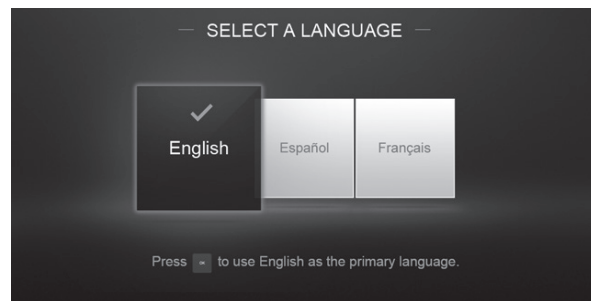 SELECT A LANGUAGE
English
Español
Français
Press to use English as the primary language.